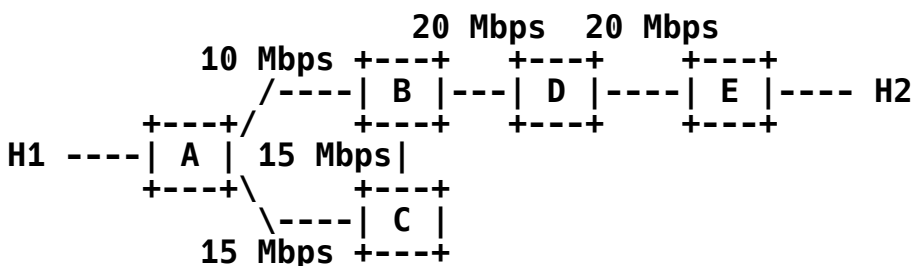 20 Mbps  20 Mbps
           10 Mbps +---+   +---+    +---+
              /----| B |---| D |----| E |---- H2
        +---+/     +---+   +---+    +---+
H1 ----| A | 15 Mbps|
        +---+\     +---+
              \----| C |
           15 Mbps +---+